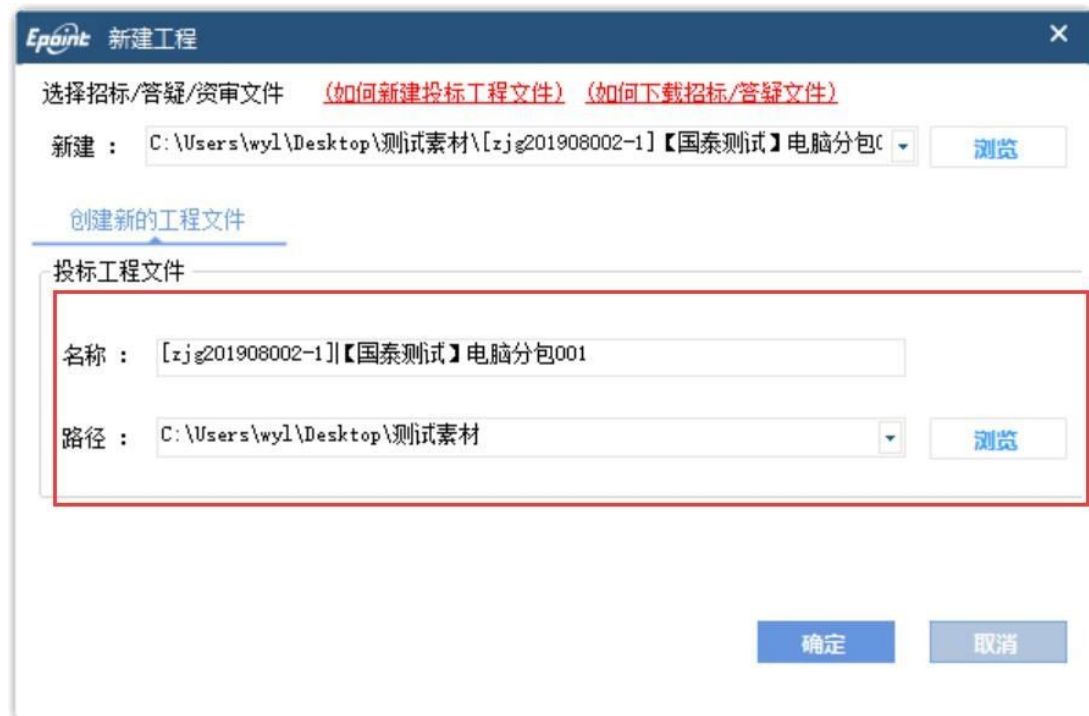 Epoint 新建工程
选择招标/答疑/资审文件 (如何新建投标工程文件) (如何下载招标/答疑文件)
新建： C:\Users\wyl\Desktop\测试素材\[zjg201908002-1]【国泰测试】电脑分包 浏览
创建新的工程文件
投标工程文件
名称： [zjg201908002-1]【国泰测试】电脑分包001
路径： C:\Users\wyl\Desktop\测试素材 浏览
确定 取消